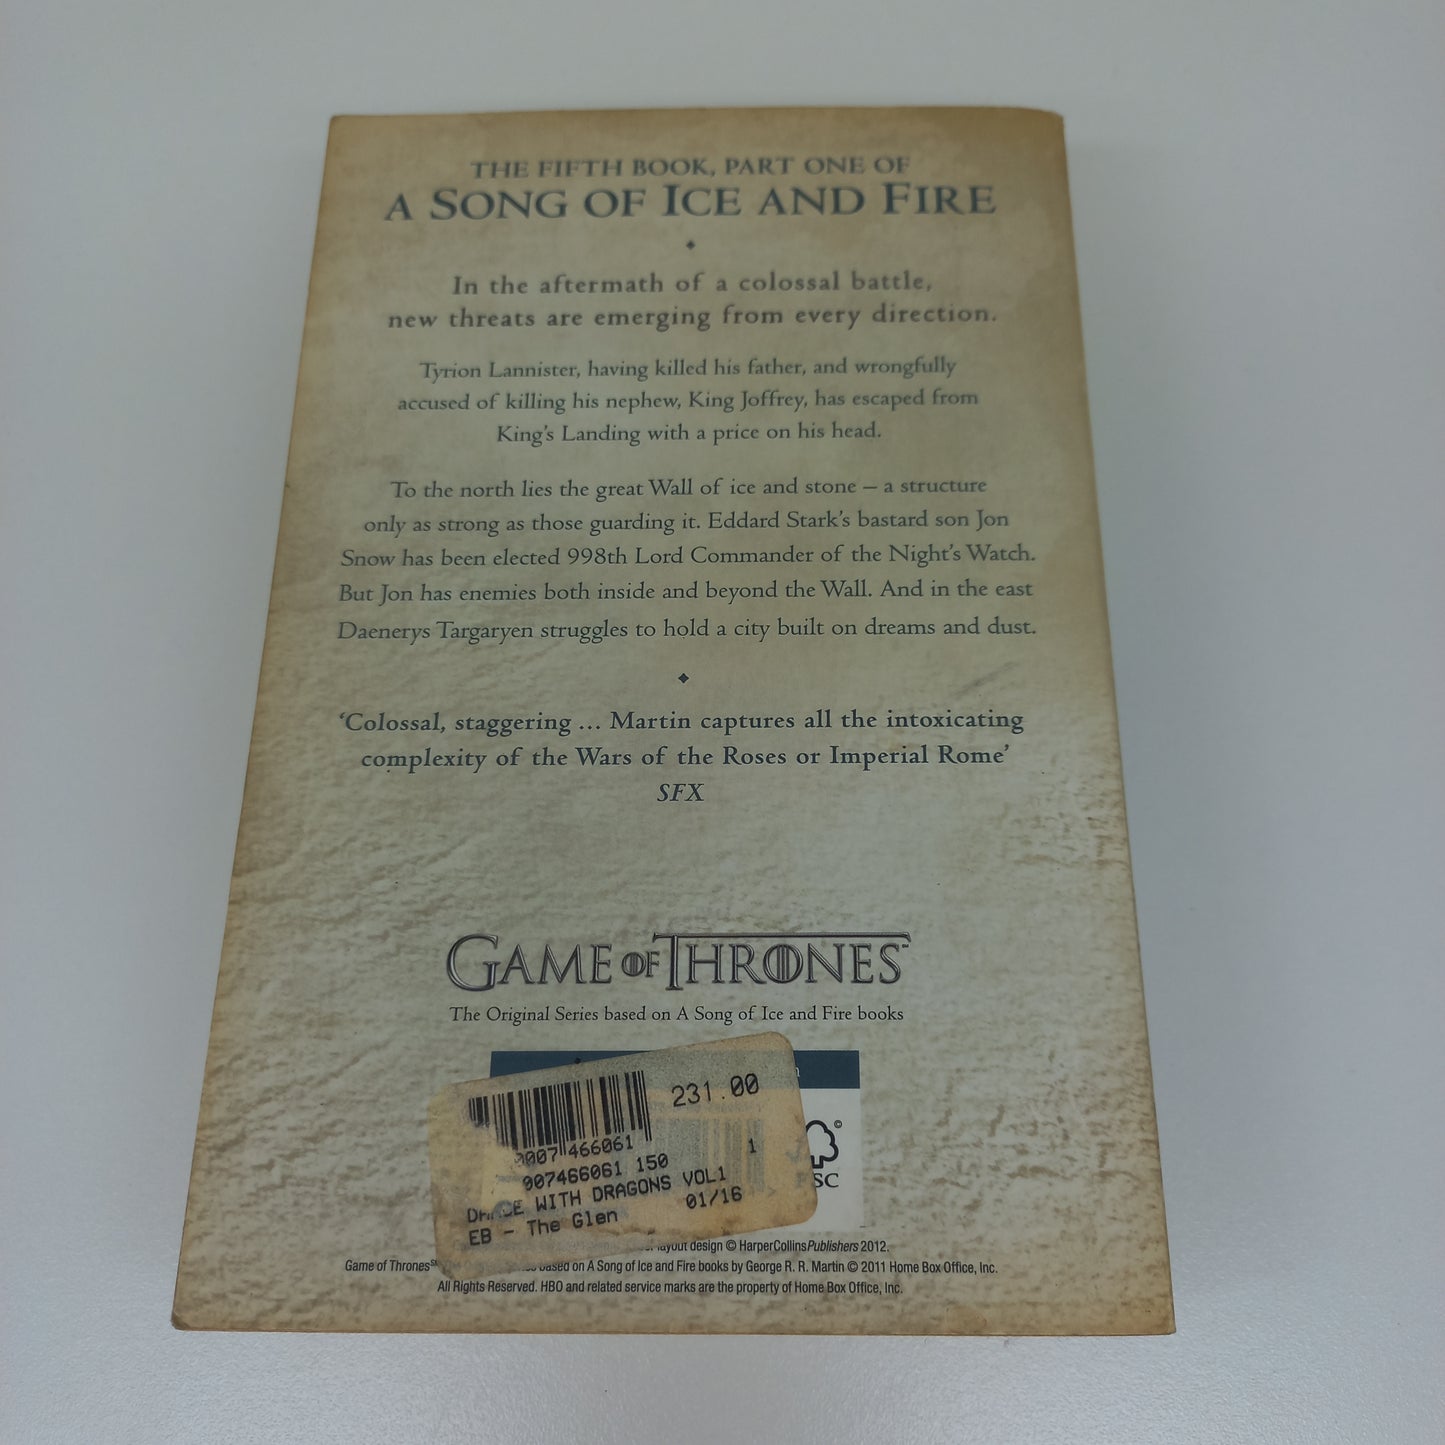 THE FIFTH BOOK, PART ONE OF
A SONG OF ICE AND FIRE
In the aftermath of a colossal battle,
new threats are emerging from every direction.
Tyrion Lannister, having killed his father, and wrongfully
accused of killing his nephew, King Joffrey, has escaped from
King's Landing with a price on his head.
To the north lies the great Wall of ice and stone – a structure
only as strong as those guarding it. Eddard Stark's bastard son Jon
Snow has been elected 998th Lord Commander of the Night's Watch.
But Jon has enemies both inside and beyond the Wall. And in the east
Daenerys Targaryen struggles to hold a city built on dreams and dust.
‘Colossal, staggering ... Martin captures all the intoxicating
complexity of the Wars of the Roses or Imperial Rome’
SFX
GAME OF THRONES
The Original Series based on A Song of Ice and Fire books
231.00
466061
1
007466061 150
WITH DRAGONS VOL1
EB - The Glen 01/16
layout design © HarperCollinsPublishers 2012.
Game of Thrones based on A Song of Ice and Fire books by George R. R. Martin © 2011 Home Box Office, Inc.
All Rights Reserved. HBO and related service marks are the property of Home Box Office, Inc.